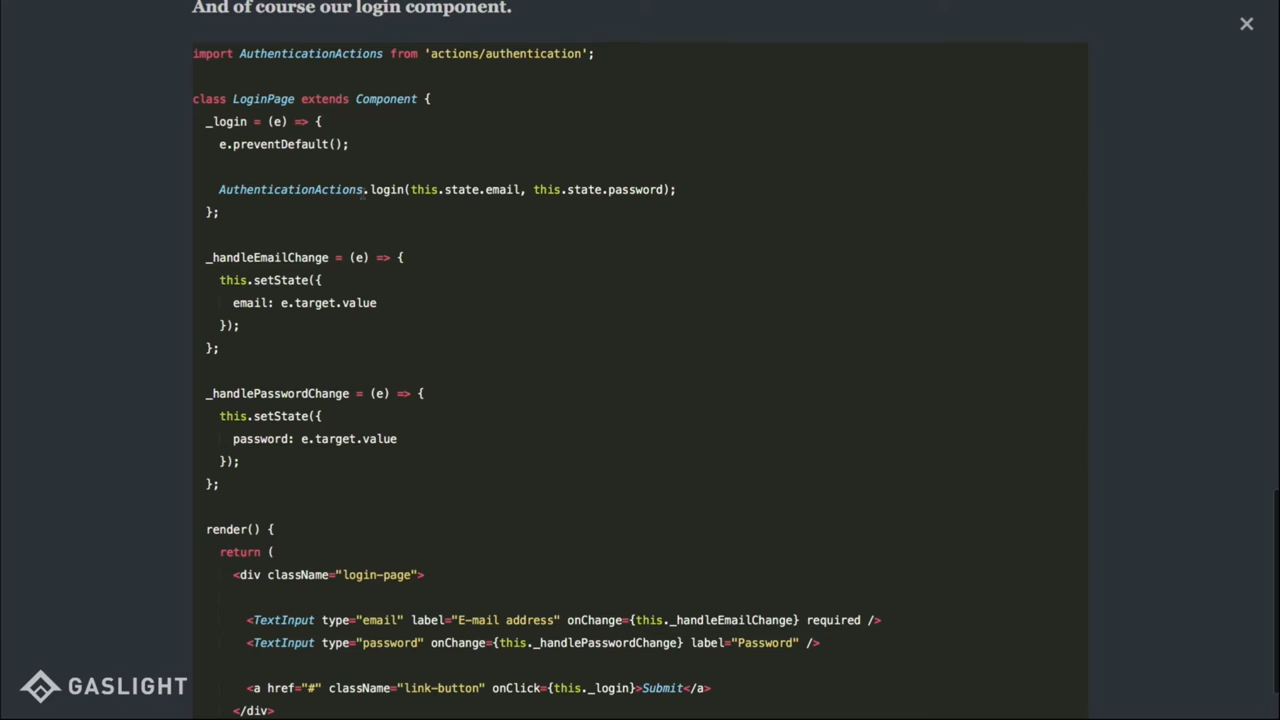 And of course our login component.
import AuthenticationActions from 'actions/authentication';
class LoginPage extends Component {
_login = (e) => {
e.preventDefault();
AuthenticationActions.login(this.state.email, this.state.password);
};
_handleEmailChange = (e) => {
this.setState({
email: e.target.value
});
};
_handlePasswordChange = (e) => {
this.setState({
password: e.target.value
});
};
render() {
return (
<div className="login-page">
<TextInput type="email" label="E-mail address" onChange={this._handleEmailChange} required />
<TextInput type="password" onChange={this._handlePasswordChange} label="Password" />
<a href="#" className="link-button" onClick={this._login}>Submit</a>
</div>
GASLIGHT